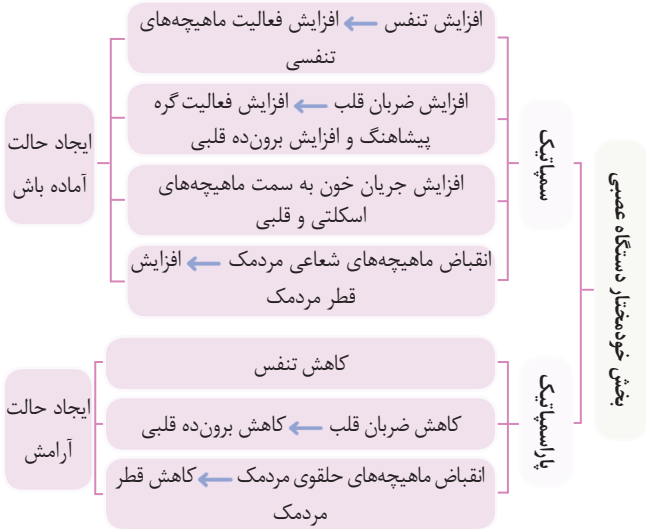 بخش خودمختار دستگاه عصبی
سمپاتیک
افزایش تنفس ← افزایش فعالیت ماهیچه‌های
تنفسی
افزایش ضربان قلب ← افزایش فعالیت گره
پیشاهنگ و افزایش برون‌ده قلبی
افزایش جریان خون به سمت ماهیچه‌های
اسکلتی و قلبی
انقباض ماهیچه‌های شعاعی مردمک ← افزایش
قطر مردمک
ایجاد حالت
آماده باش
پاراسمپاتیک
کاهش تنفس
کاهش ضربان قلب ← کاهش برون‌ده قلبی
انقباض ماهیچه‌های حلقوی مردمک ← کاهش قطر
مردمک
ایجاد حالت
آرامش